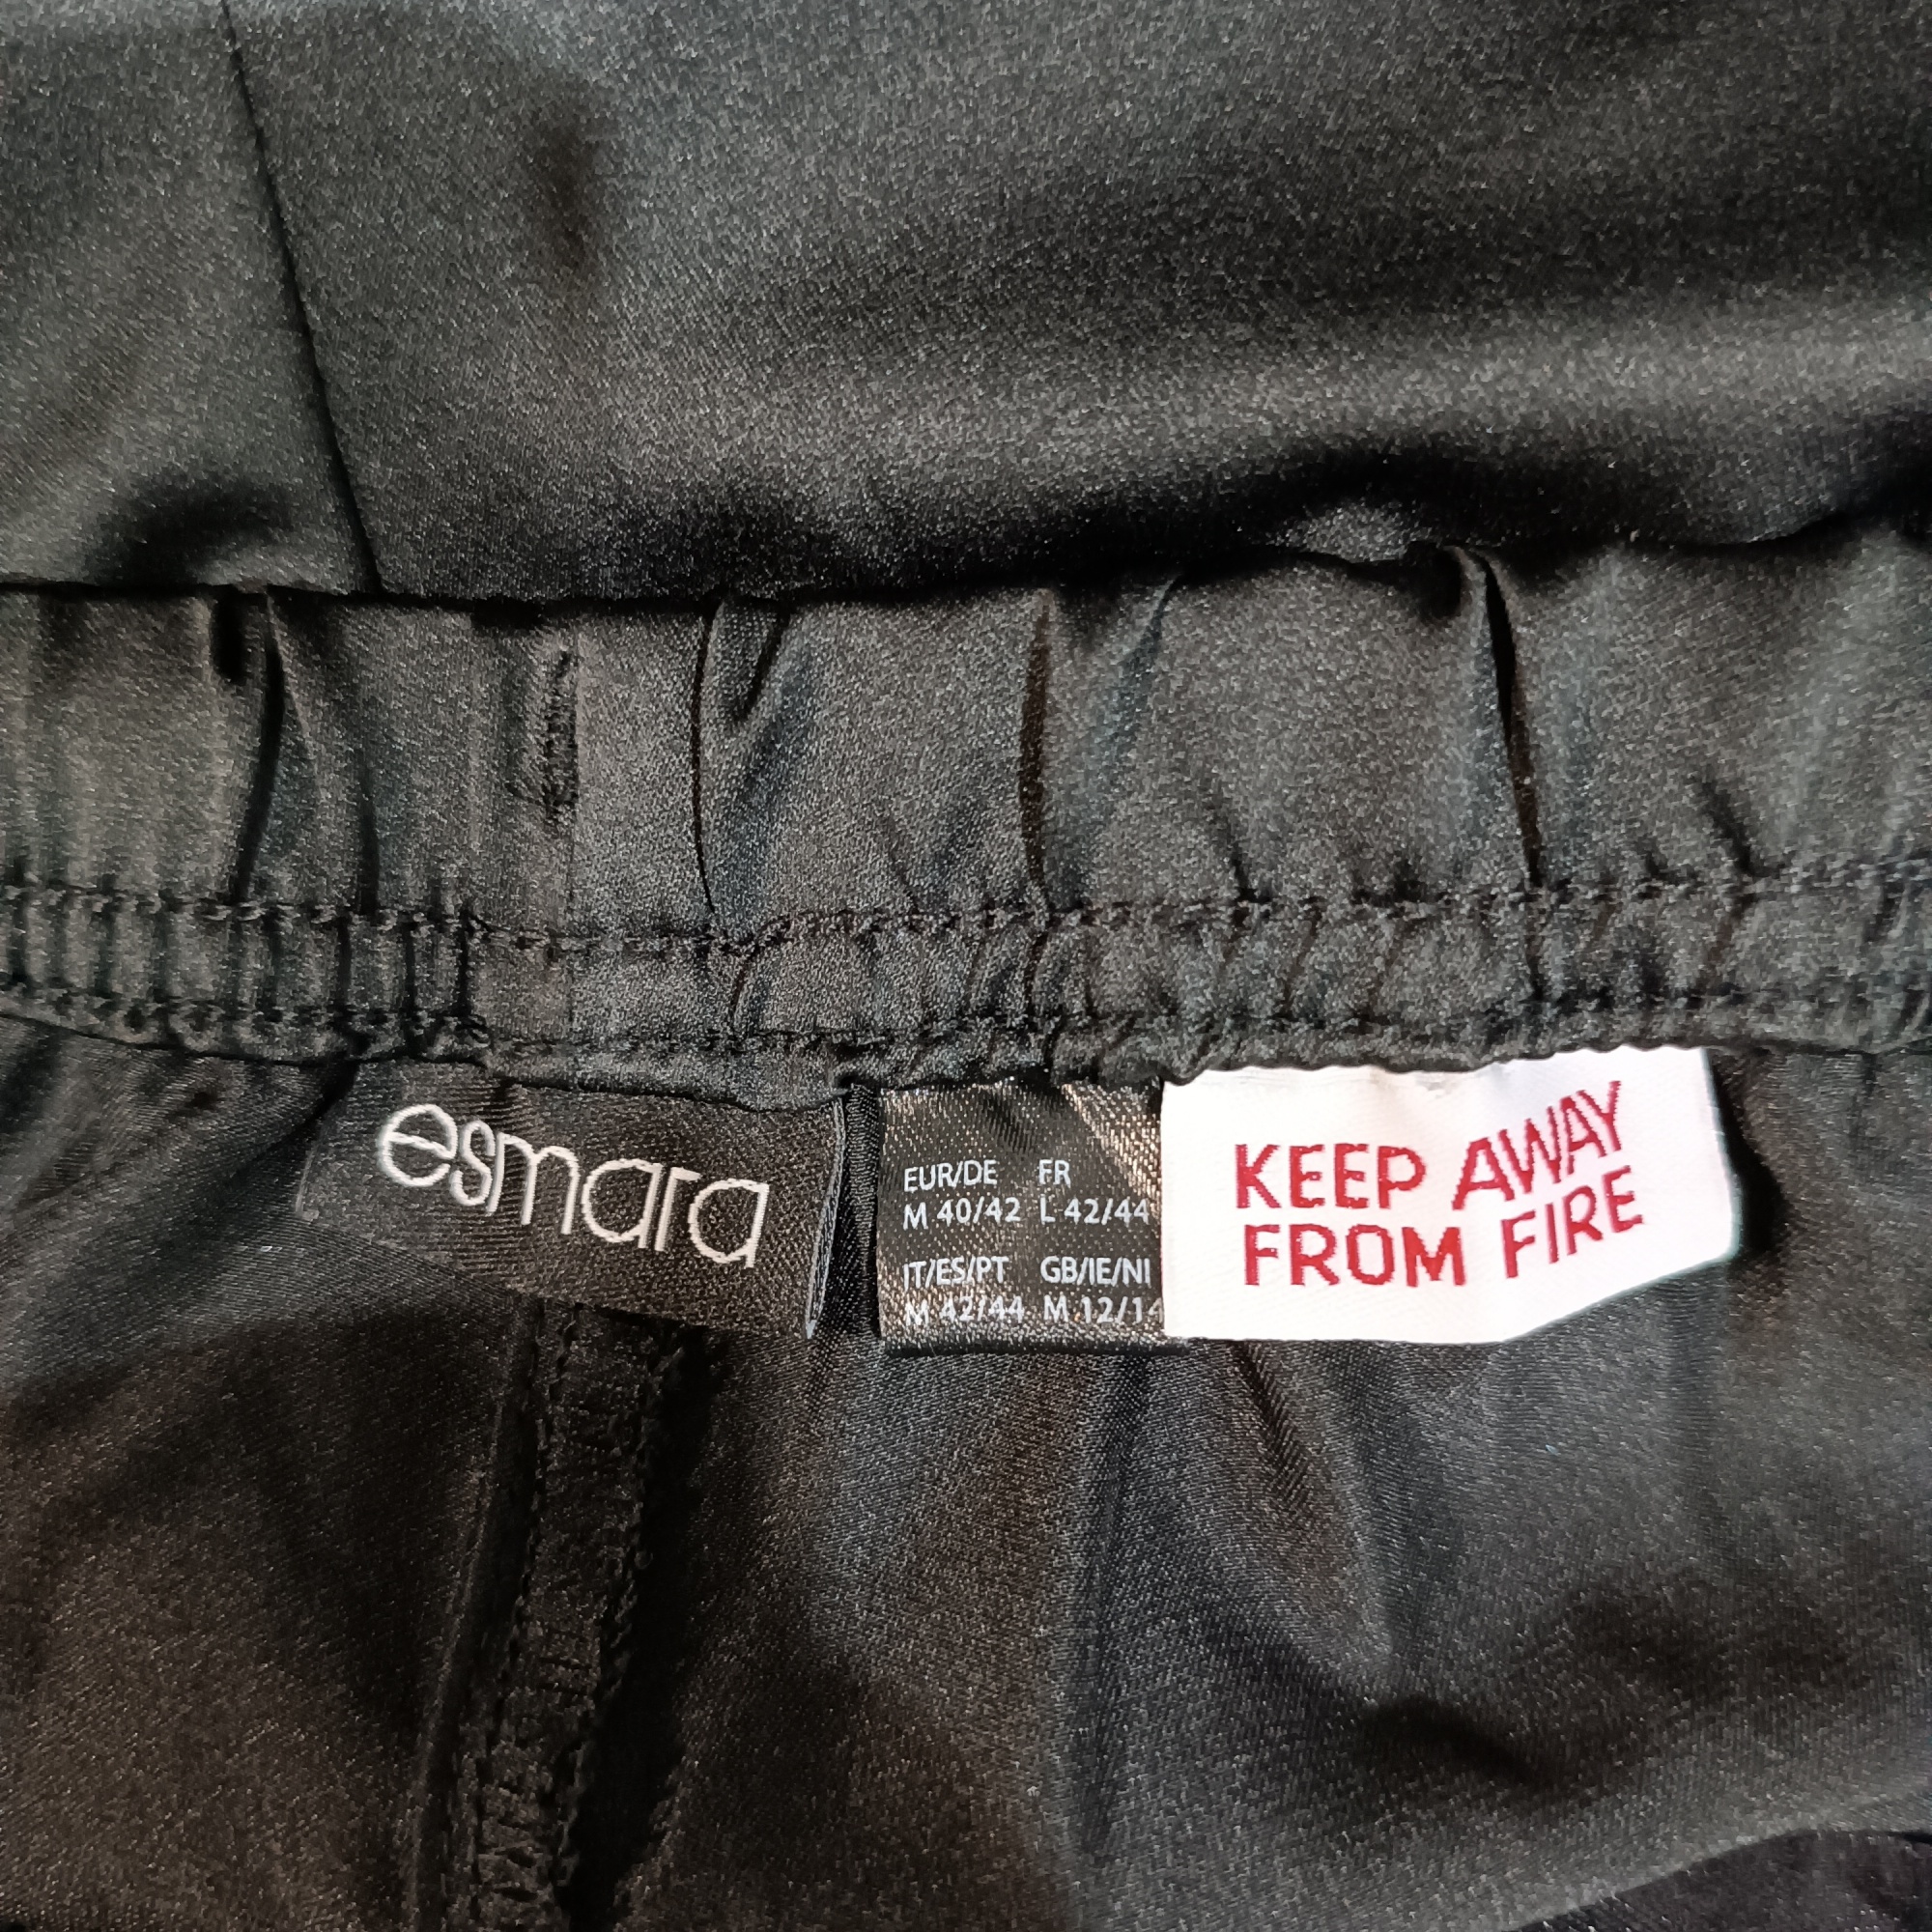 esmara
EUR/DE FR
M 40/42 L 42/44
IT/ES/PT GB/IE/NI
M 42/44 M 12/14
KEEP AWAY
FROM FIRE